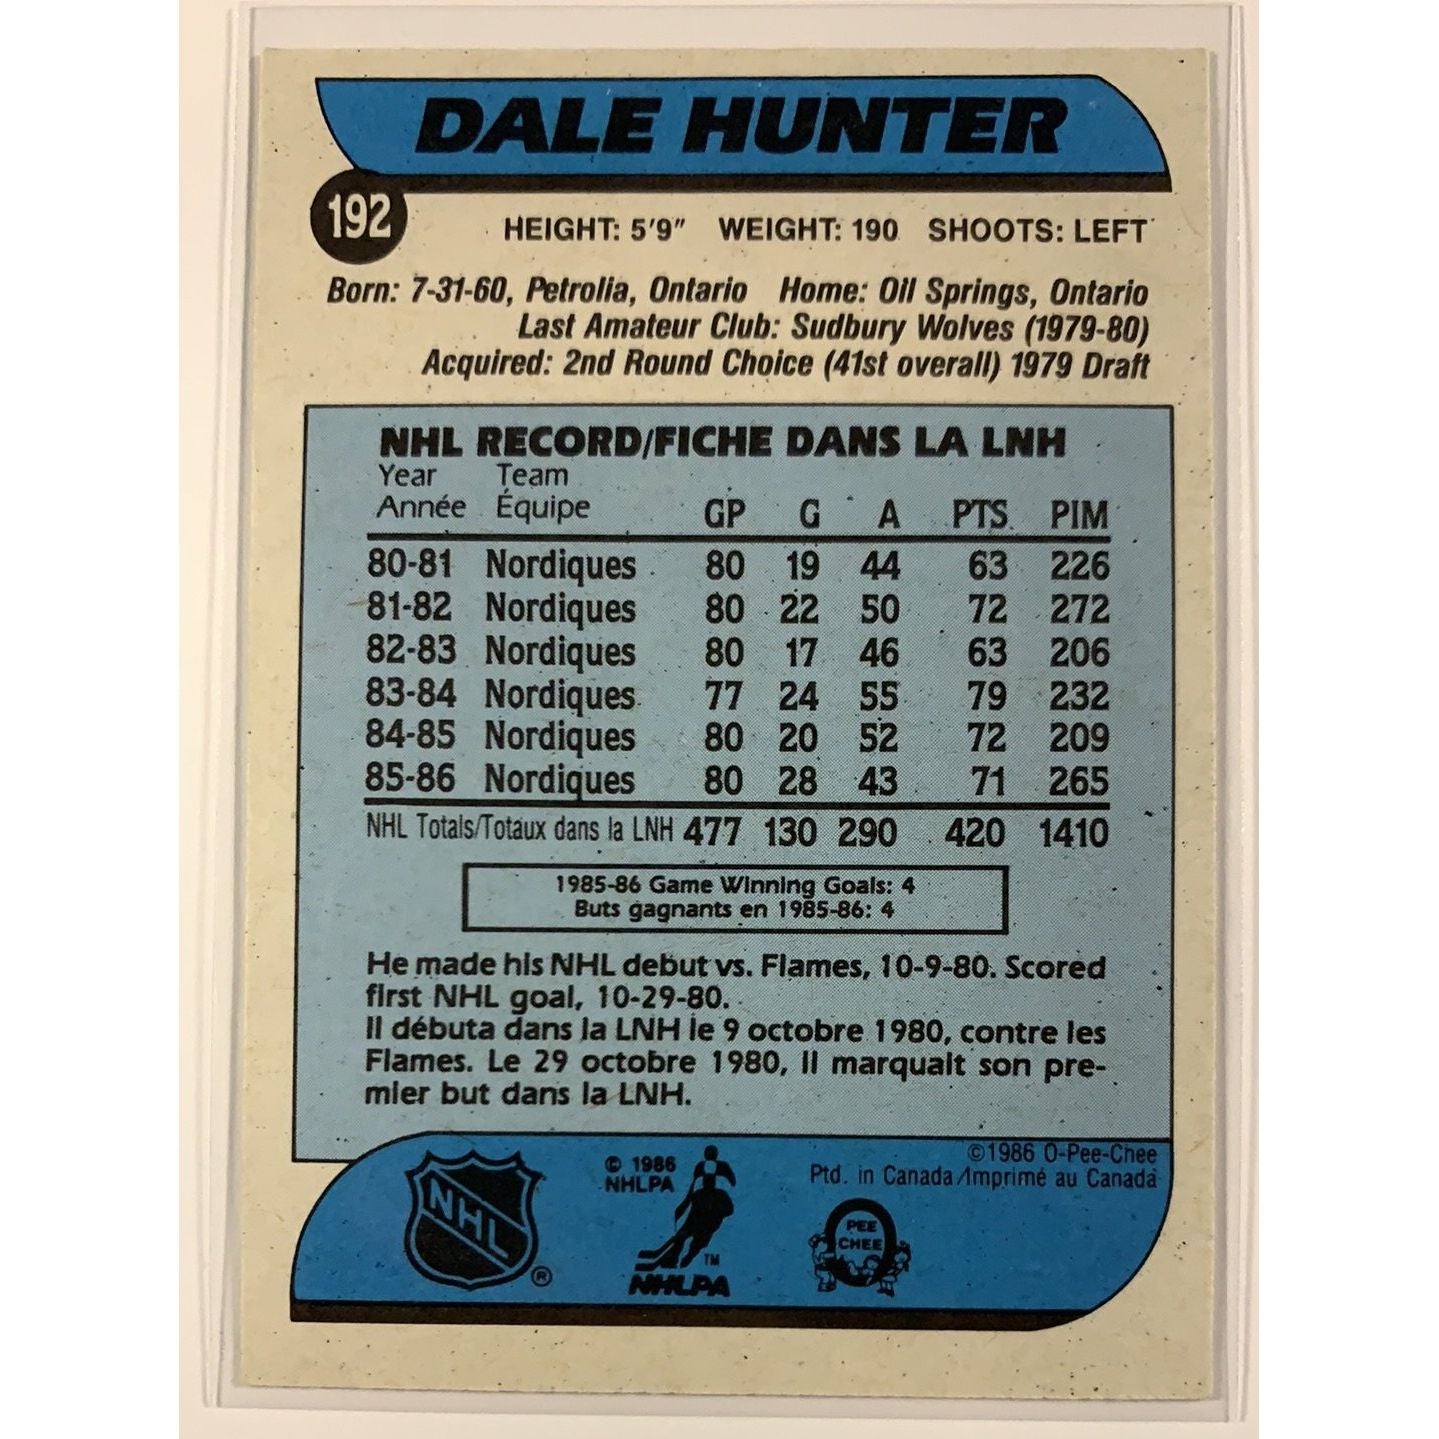 DALE HUNTER
192
HEIGHT: 5'9" WEIGHT: 190 SHOOTS: LEFT
Born: 7-31-60, Petrolia, Ontario Home: Oil Springs, Ontario
Last Amateur Club: Sudbury Wolves (1979-80)
Acquired: 2nd Round Choice (41st overall) 1979 Draft
NHL RECORD/FICHE DANS LA LNH
Year Team
Année Équipe GP G A PTS PIM
80-81 Nordiques 80 19 44 63 226
81-82 Nordiques 80 22 50 72 272
82-83 Nordiques 80 17 46 63 206
83-84 Nordiques 77 24 55 79 232
84-85 Nordiques 80 20 52 72 209
85-86 Nordiques 80 28 43 71 265
NHL Totals/Totaux dans la LNH 477 130 290 420 1410
1985-86 Game Winning Goals: 4
Buts gagnants en 1985-86: 4
He made his NHL debut vs. Flames, 10-9-80. Scored
first NHL goal, 10-29-80.
Il débuta dans la LNH le 9 octobre 1980, contre les
Flames. Le 29 octobre 1980, il marquait son pre-
mier but dans la LNH.
©1986 O-Pee-Chee
Ptd. in Canada/Imprimé au Canada
© 1986
NHLPA
NHL
®
TM
NHLPA
PEE
CHEE